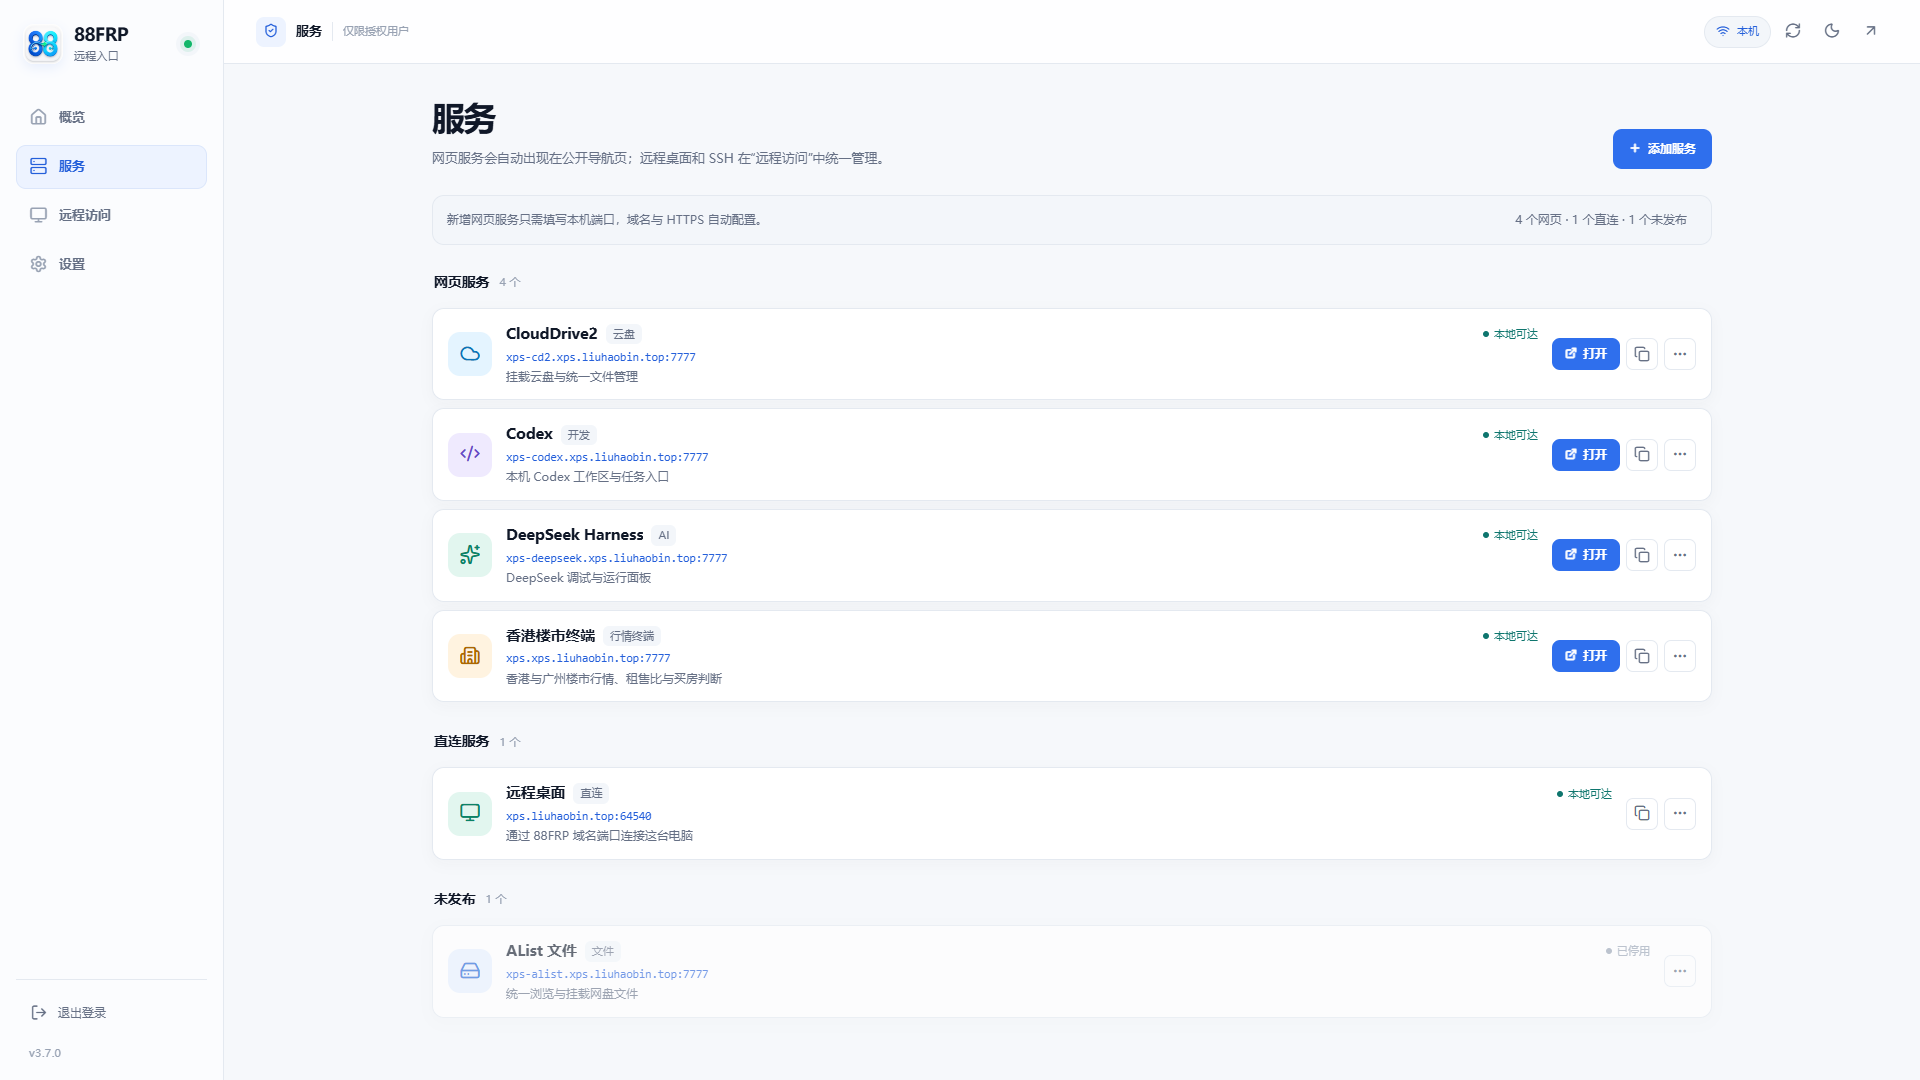 88FRP
远程入口
概览
服务
远程访问
设置
退出登录
v3.7.0
服务
仅限授权用户
本机
服务
网页服务会自动出现在公开导航页；远程桌面和 SSH 在“远程访问”中统一管理。
添加服务
新增网页服务只需填写本机端口，域名与 HTTPS 自动配置。
4 个网页 · 1 个直连 · 1 个未发布
网页服务 4 个
CloudDrive2 云盘
xps-cd2.xps.liuhaobin.top:7777
挂载云盘与统一文件管理
本地可达
打开
Codex 开发
xps-codex.xps.liuhaobin.top:7777
本机 Codex 工作区与任务入口
本地可达
打开
DeepSeek Harness AI
xps-deepseek.xps.liuhaobin.top:7777
DeepSeek 调试与运行面板
本地可达
打开
香港楼市终端 行情终端
xps.xps.liuhaobin.top:7777
香港与广州楼市行情、租售比与买房判断
本地可达
打开
直连服务 1 个
远程桌面 直连
xps.liuhaobin.top:64540
通过 88FRP 域名端口连接这台电脑
本地可达
未发布 1 个
AList 文件 文件
xps-alist.xps.liuhaobin.top:7777
统一浏览与挂载网盘文件
已停用